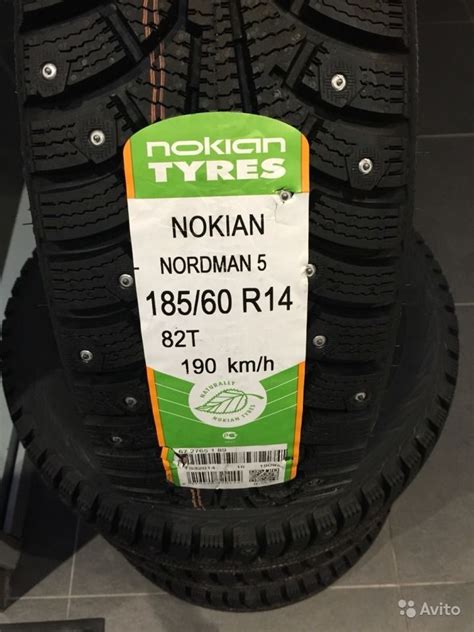 nokian
TYRES
NOKIAN
NORDMAN 5
185/60 R14
82T
190 km/h
NATURALLY
NOKIAN TYRES
Avito